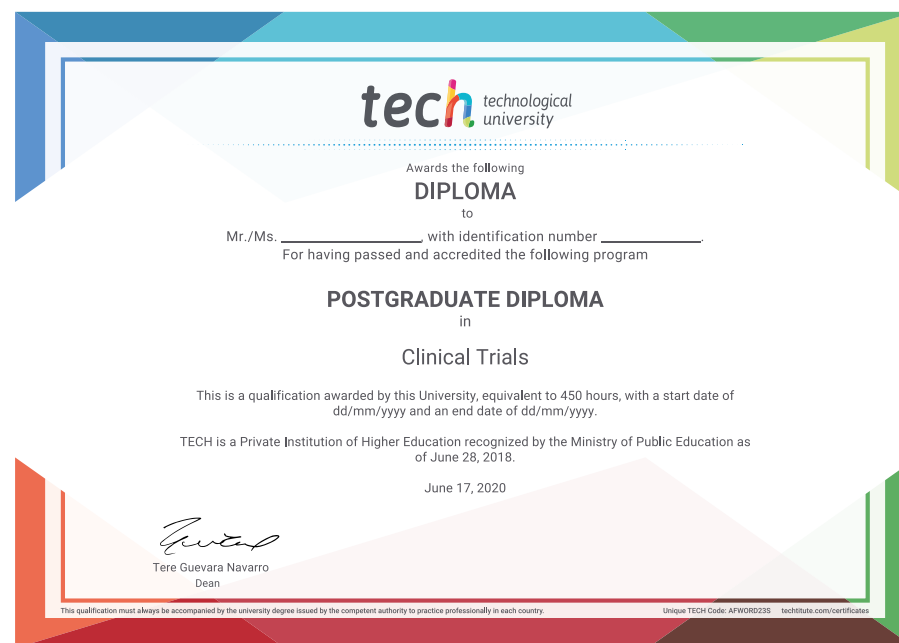 tech technological
university
Awards the following
DIPLOMA
to
Mr./Ms. ____________, with identification number ____________.
For having passed and accredited the following program
POSTGRADUATE DIPLOMA
in
Clinical Trials
This is a qualification awarded by this University, equivalent to 450 hours, with a start date of
dd/mm/yyyy and an end date of dd/mm/yyyy.
TECH is a Private Institution of Higher Education recognized by the Ministry of Public Education as
of June 28, 2018.
June 17, 2020
Tere Guevara Navarro
Dean
This qualification must always be accompanied by the university degree issued by the competent authority to practice professionally in each country. Unique TECH Code: AFWORD23S techtitute.com/certificates